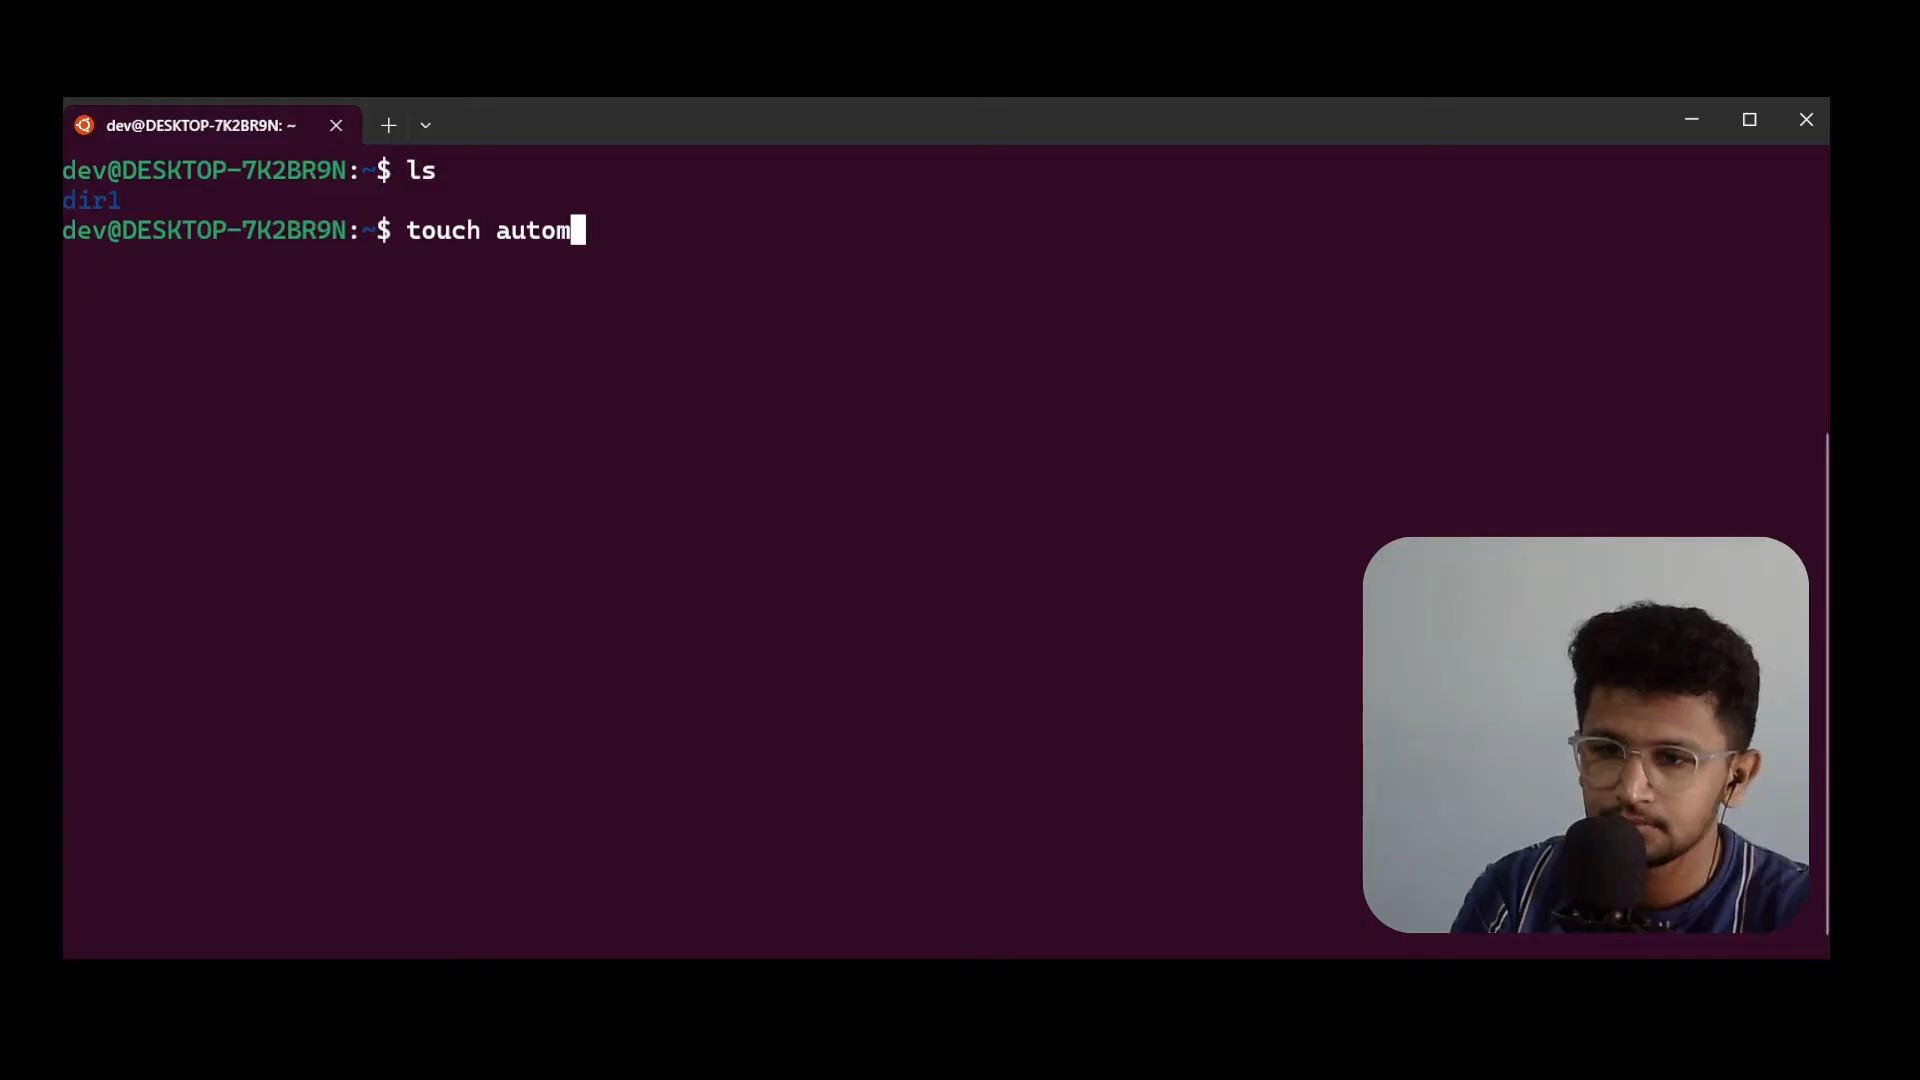 dev@DESKTOP-7K2BR9N: ~
dev@DESKTOP-7K2BR9N:~$ ls
dir1
dev@DESKTOP-7K2BR9N:~$ touch autom